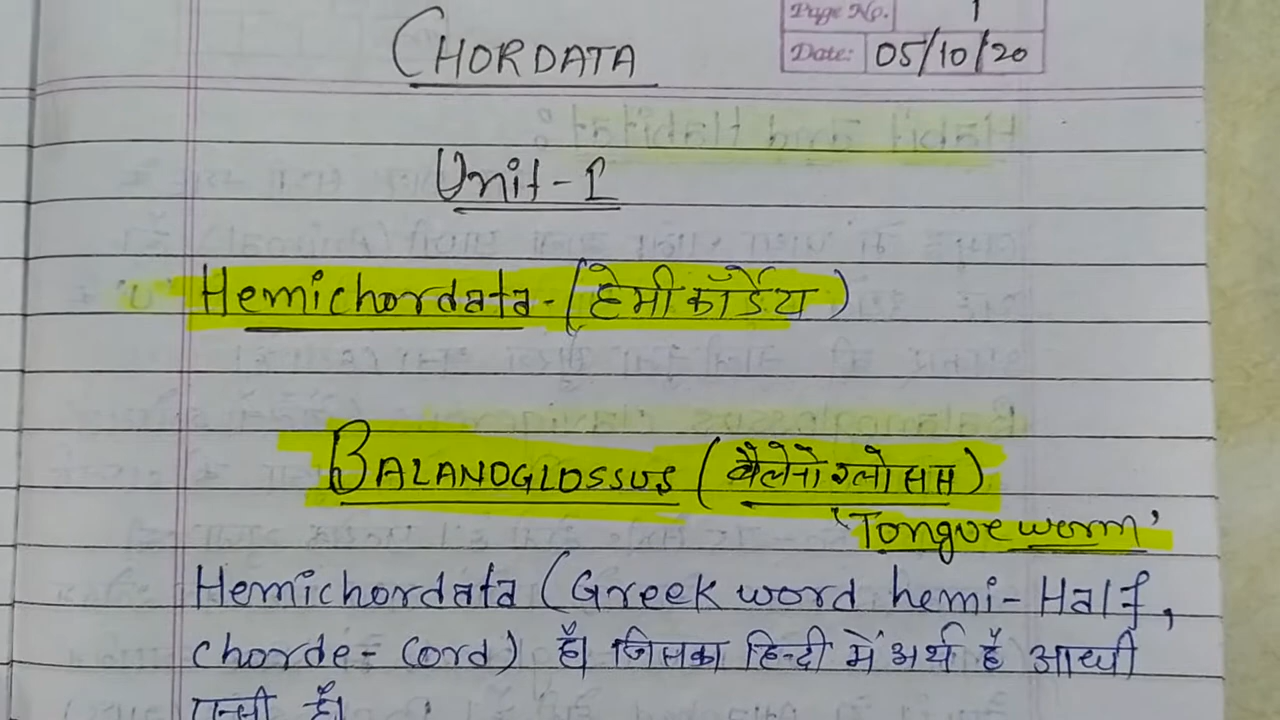 Page No. 1
Date: 05/10/20
CHORDATA
Unit-1
Hemichordata-(हेमीकॉर्डेटा)
BALANOGLOSSUS (बैलेनोग्लोसस)
'Tongue worm'
Hemichordata (Greek word hemi-Half,
chorde-Cord) है। जिसका हिन्दी में अर्थ है आधी